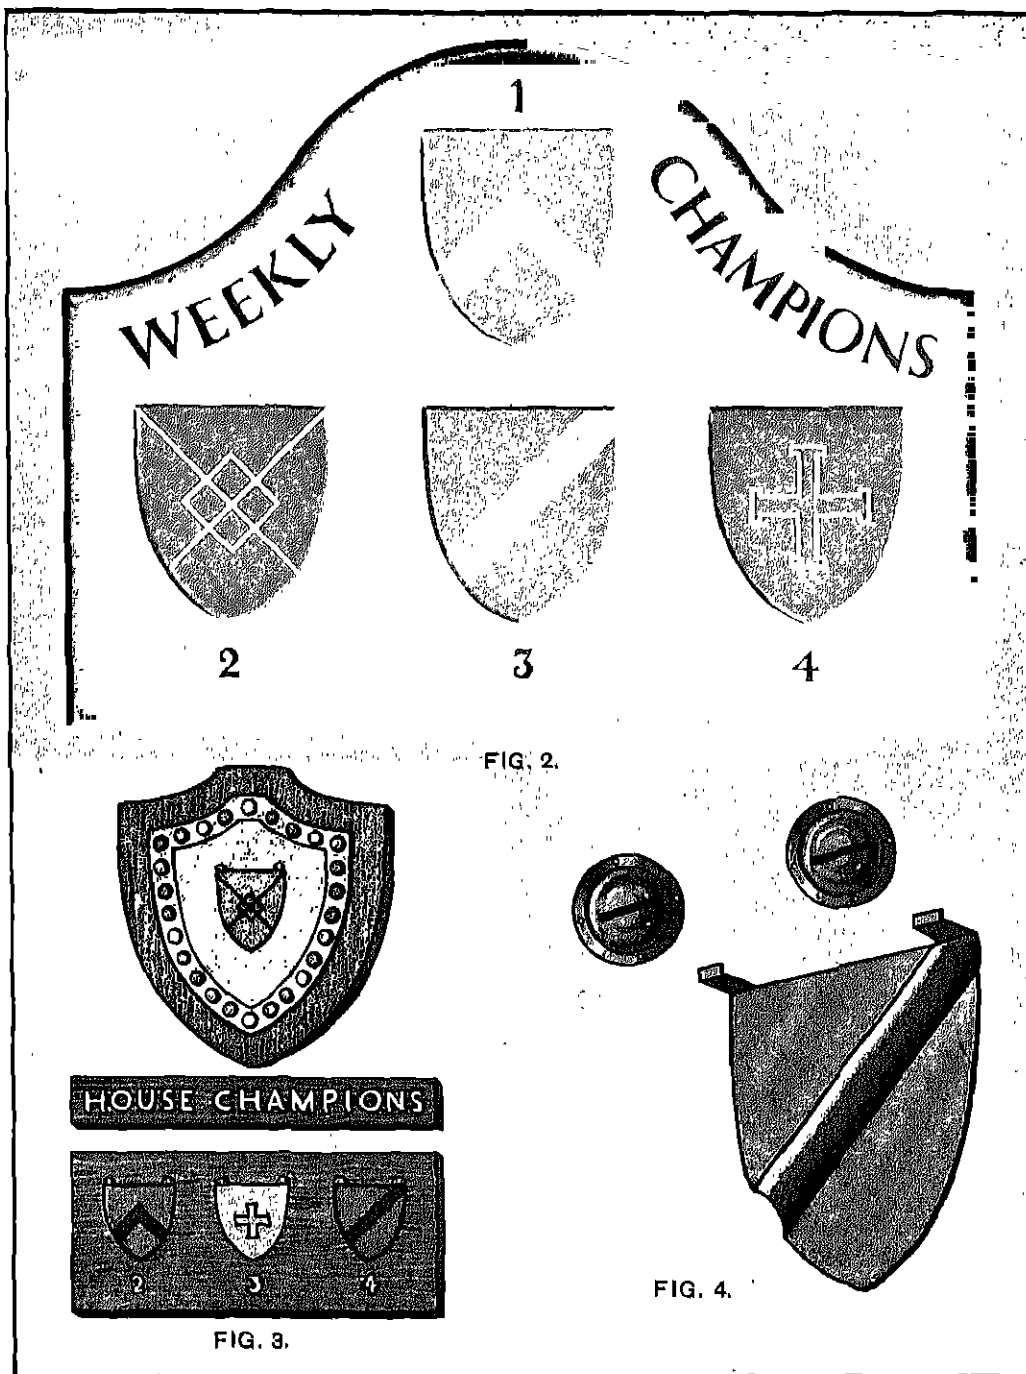 1
WEEKLY CHAMPIONS
2 3 4
FIG. 2.
HOUSE CHAMPIONS
2 3 4
FIG. 3.
FIG. 4.